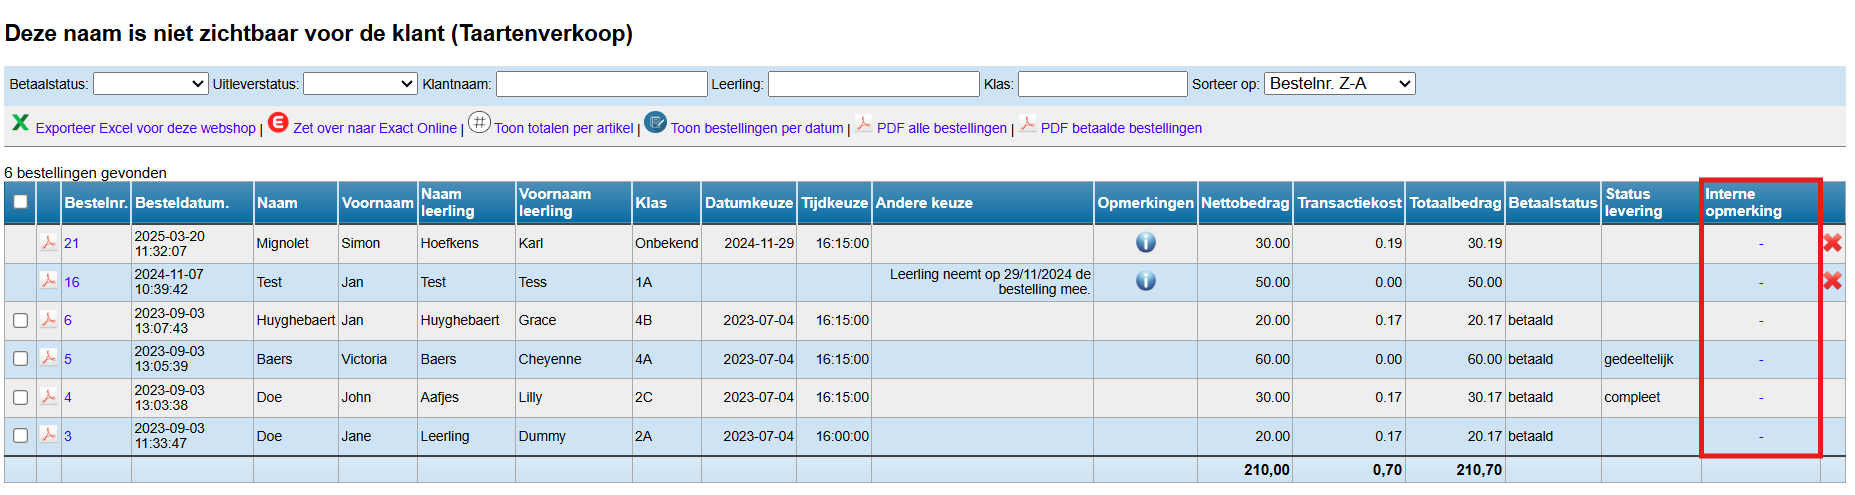 Deze naam is niet zichtbaar voor de klant (Taartenverkoop)
Betaalstatus: Uitleverstatus: Klantnaam: Leerling: Klas: Sorteer op: Bestelnr. Z-A
Exporteer Excel voor deze webshop | Zet over naar Exact Online | Toon totalen per artikel | Toon bestellingen per datum | PDF alle bestellingen | PDF betaalde bestellingen
6 bestellingen gevonden
Bestelnr. Besteldatum. Naam Voornaam Naam leerling Voornaam leerling Klas Datumkeuze Tijdkeuze Andere keuze Opmerkingen Nettobedrag Transactiekost Totaalbedrag Betaalstatus Status levering Interne opmerking
21 2025-03-20 11:32:07 Mignolet Simon Hoefkens Karl Onbekend 2024-11-29 16:15:00 30.00 0.19 30.19 -
16 2024-11-07 10:39:42 Test Jan Test Tess 1A Leerling neemt op 29/11/2024 de bestelling mee. 50.00 0.00 50.00 -
6 2023-09-03 13:07:43 Huyghebaert Jan Huyghebaert Grace 4B 2023-07-04 16:15:00 20.00 0.17 20.17 betaald -
5 2023-09-03 13:05:39 Baers Victoria Baers Cheyenne 4A 2023-07-04 16:15:00 60.00 0.00 60.00 betaald gedeeltelijk -
4 2023-09-03 13:03:38 Doe John Aafjes Lilly 2C 2023-07-04 16:15:00 30.00 0.17 30.17 betaald compleet -
3 2023-09-03 11:33:47 Doe Jane Leerling Dummy 2A 2023-07-04 16:00:00 20.00 0.17 20.17 betaald -
210,00 0,70 210,70